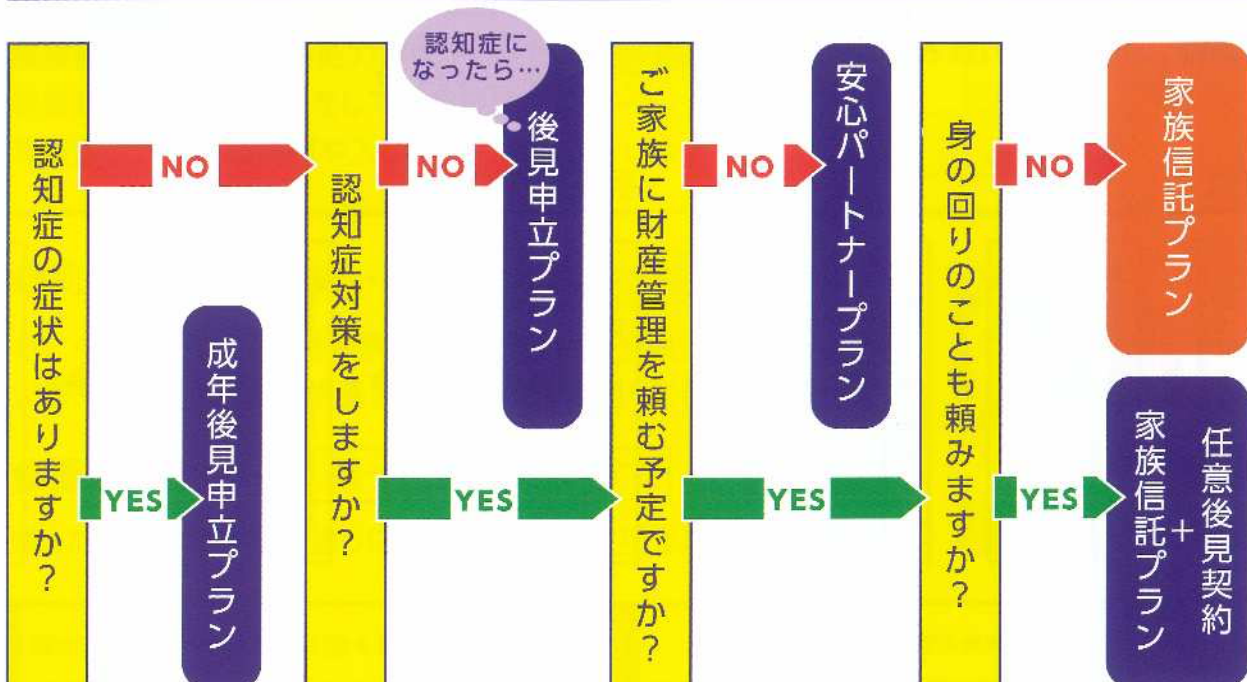 認知症の症状はありますか？
NO
YES
成年後見申立プラン
認知症対策をしますか？
認知症に
なったら…
NO
後見申立プラン
YES
ご家族に財産管理を頼む予定ですか？
NO
安心パートナープラン
YES
身の回りのことも頼みますか？
NO
家族信託プラン
YES
任意後見契約
+
家族信託プラン